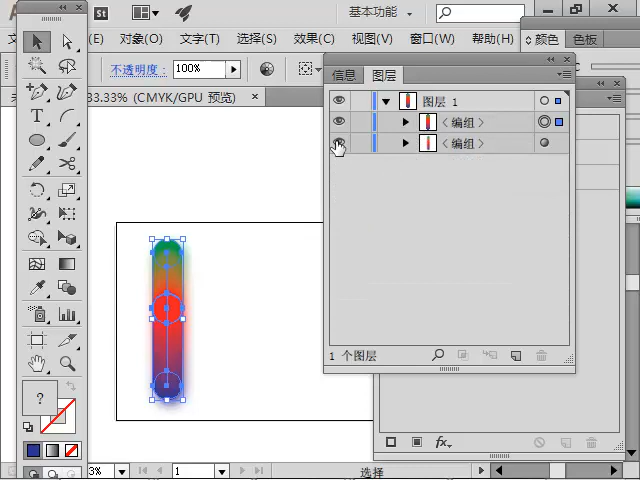 St
基本功能
(E) 对象(O) 文字(T) 选择(S) 效果(C) 视图(V) 窗口(W) 帮助(H)
颜色 色板
不透明度: 100%
信息 图层
33.33% (CMYK/GPU 预览) ×
图层 1
<编组>
<编组>
T
?
1 个图层
fx
3% 1 选择